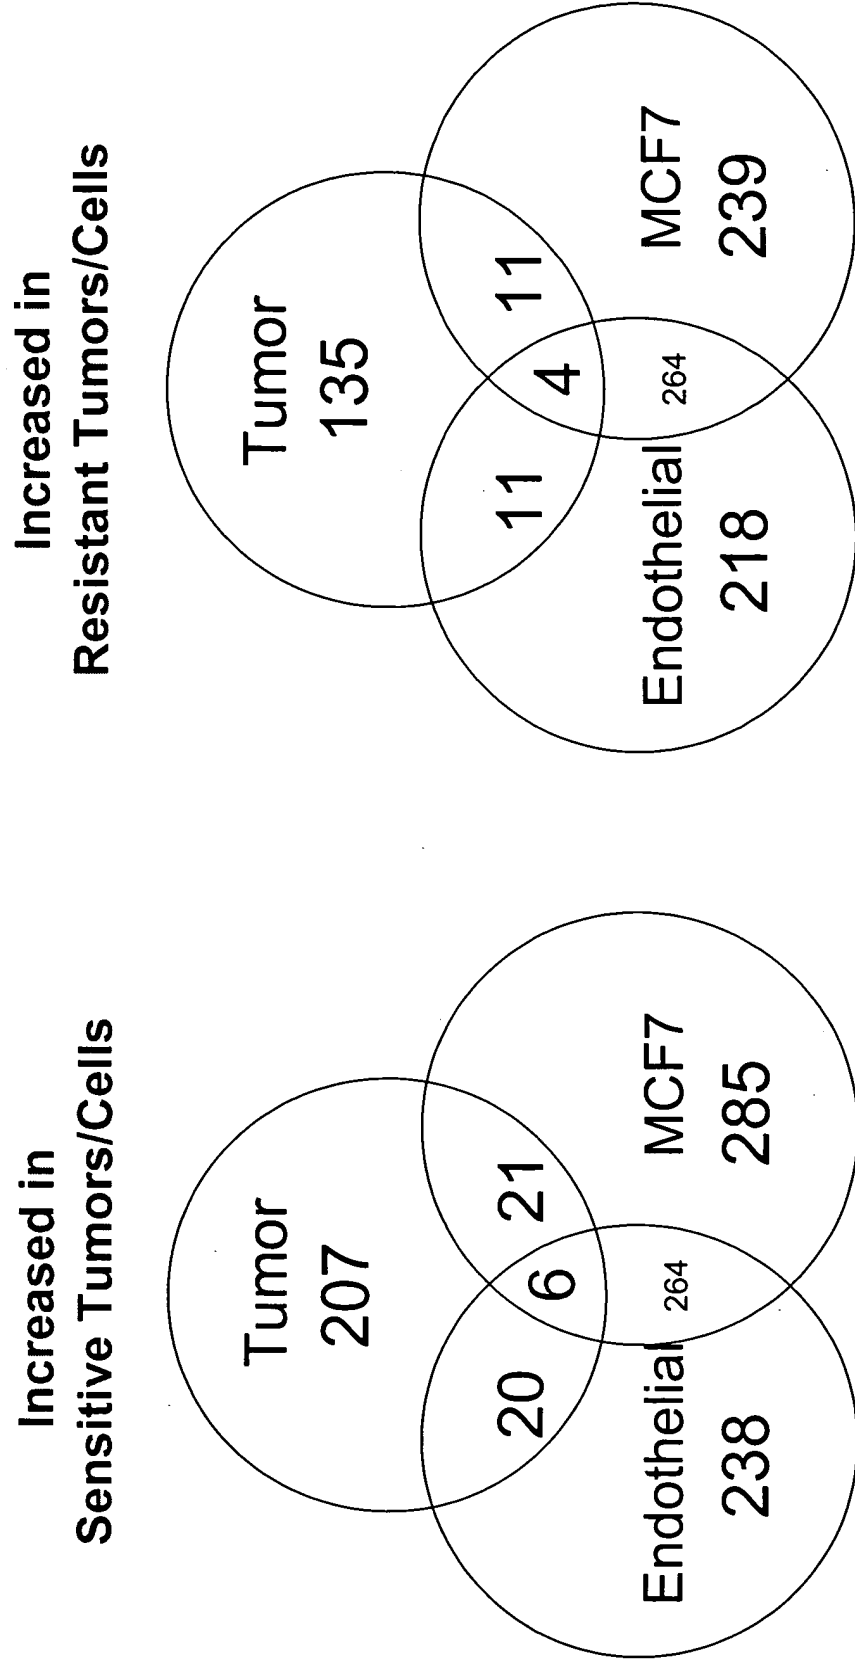 Increased in
Sensitive Tumors/Cells
Tumor
207
20
6
21
264
Endothelial
238
MCF7
285
Increased in
Resistant Tumors/Cells
Tumor
135
11
4
11
264
Endothelial
218
MCF7
239